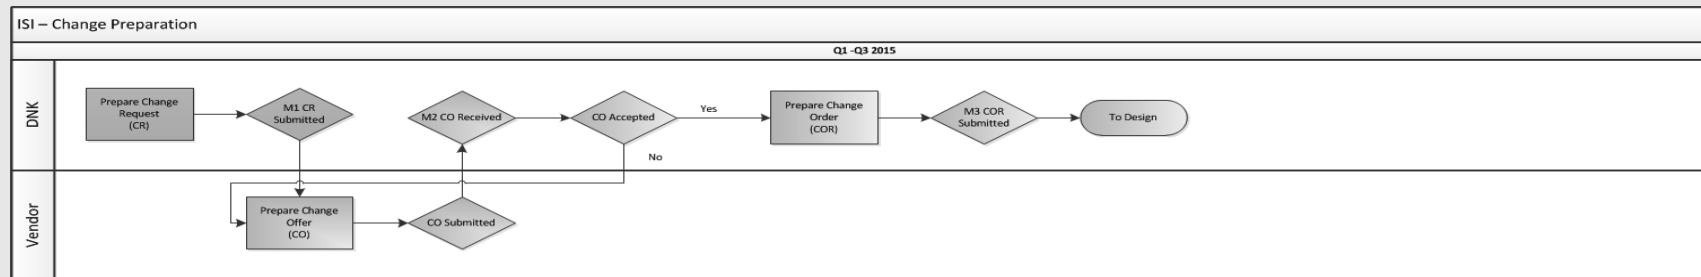 ISI – Change Preparation
Q1 -Q3 2015
DNK
Prepare Change
Request
(CR)
M1 CR
Submitted
M2 CO Received
CO Accepted
Yes
No
Prepare Change
Order
(COR)
M3 COR
Submitted
To Design
Vendor
Prepare Change
Offer
(CO)
CO Submitted